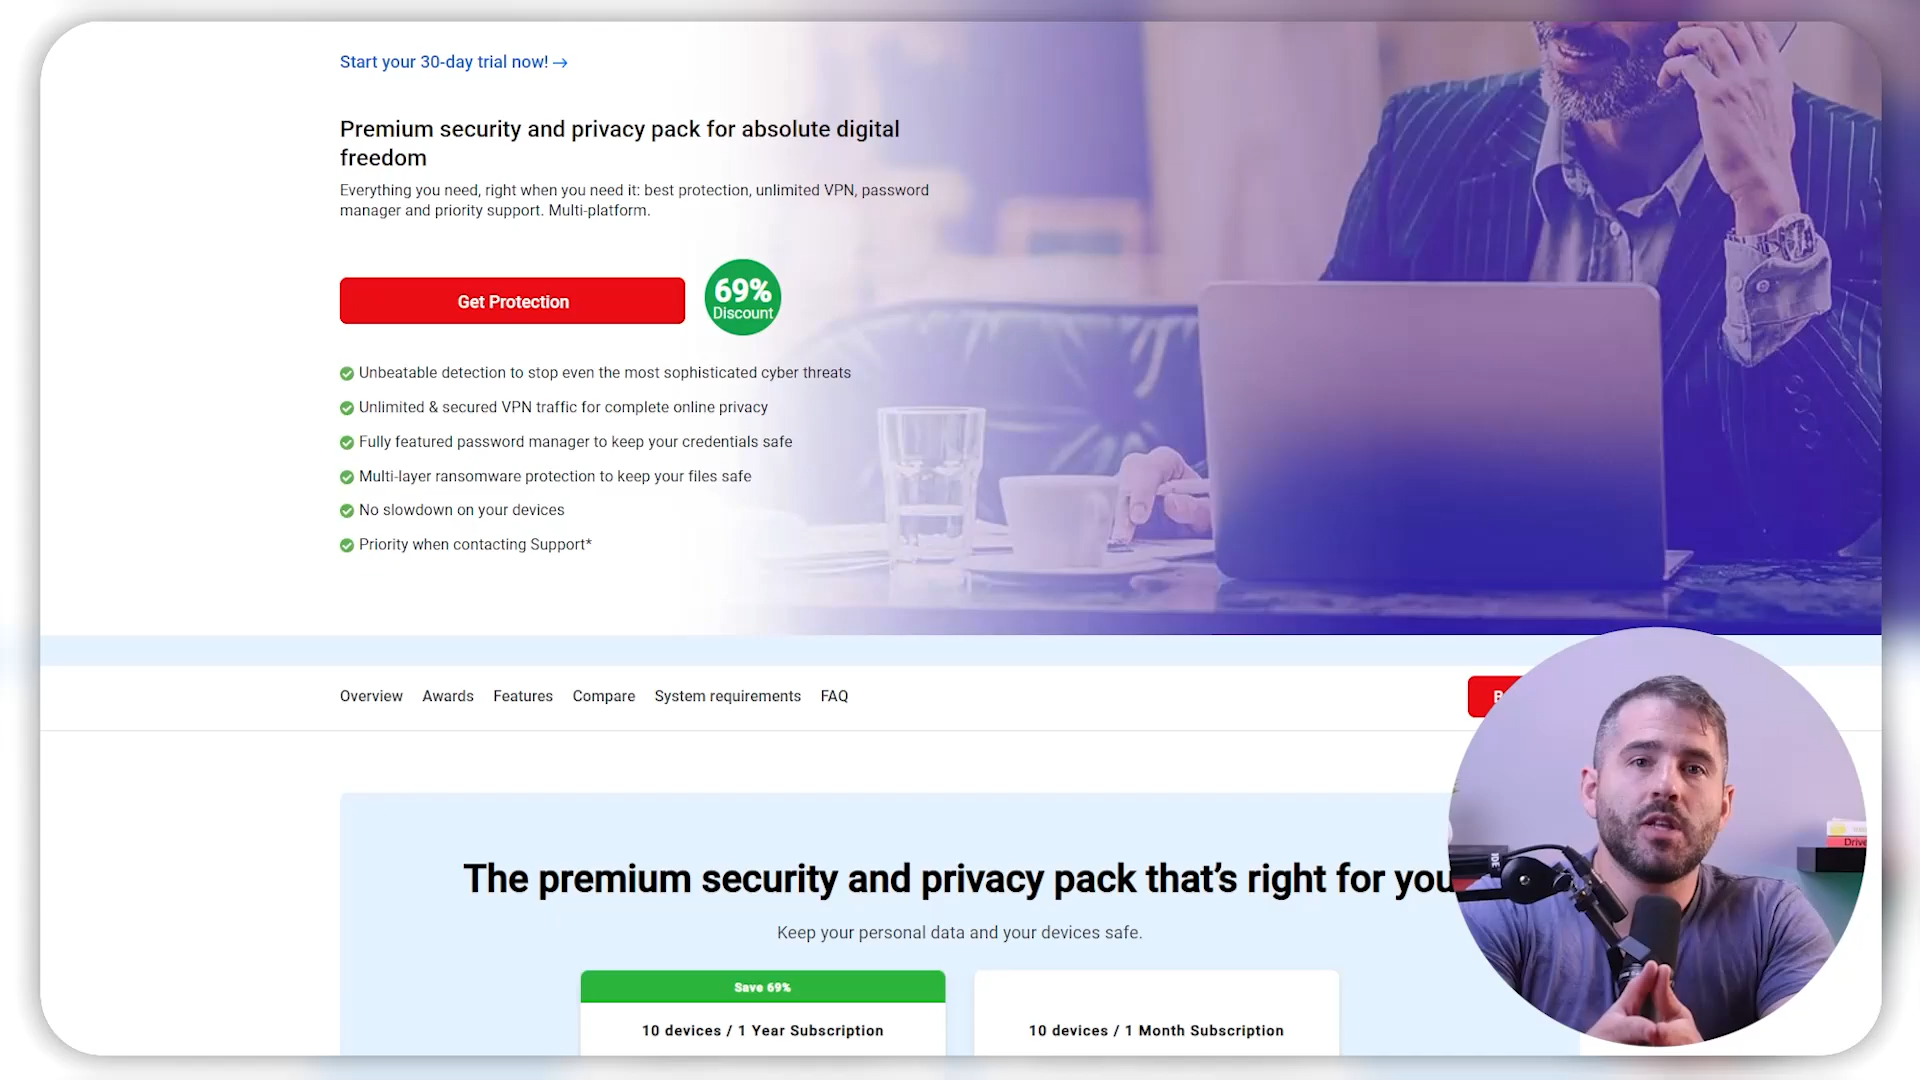 Start your 30-day trial now! →
Premium security and privacy pack for absolute digital
freedom
Everything you need, right when you need it: best protection, unlimited VPN, password
manager and priority support. Multi-platform.
Get Protection
69%
Discount
Unbeatable detection to stop even the most sophisticated cyber threats
Unlimited & secured VPN traffic for complete online privacy
Fully featured password manager to keep your credentials safe
Multi-layer ransomware protection to keep your files safe
No slowdown on your devices
Priority when contacting Support*
Overview Awards Features Compare System requirements FAQ
The premium security and privacy pack that's right for you
Keep your personal data and your devices safe.
Save 69%
10 devices / 1 Year Subscription
10 devices / 1 Month Subscription